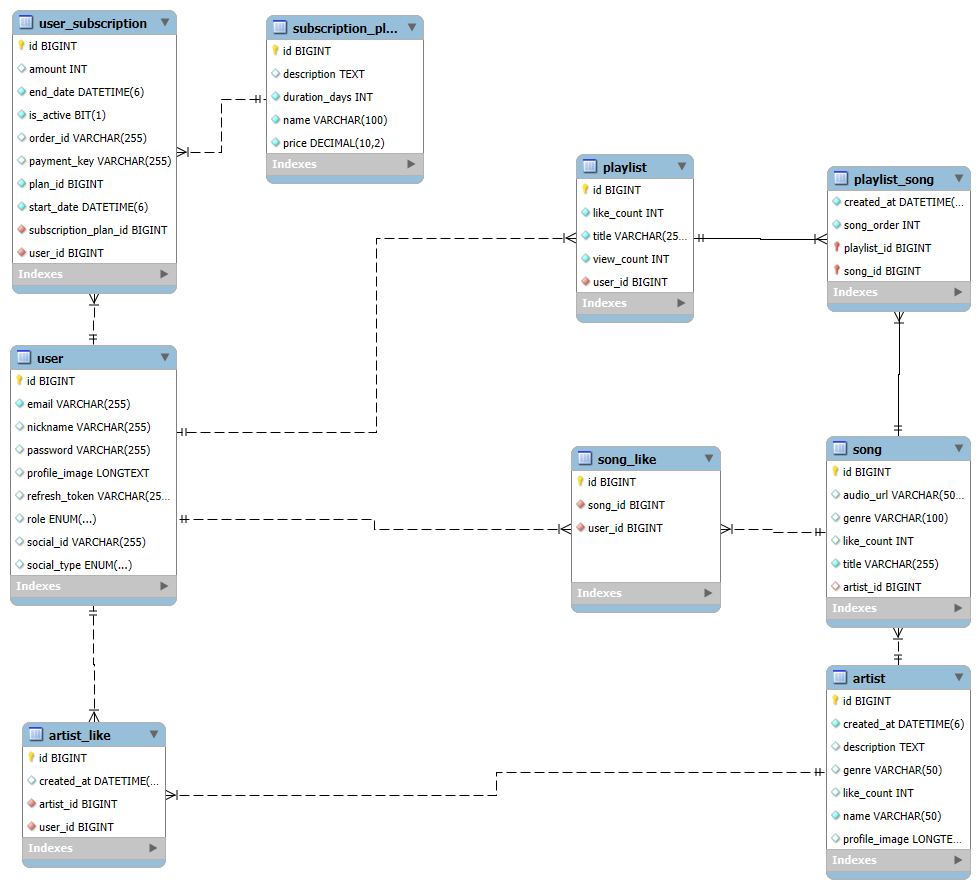 user_subscription
id BIGINT
amount INT
end_date DATETIME(6)
is_active BIT(1)
order_id VARCHAR(255)
payment_key VARCHAR(255)
plan_id BIGINT
start_date DATETIME(6)
subscription_plan_id BIGINT
user_id BIGINT
Indexes
subscription_pl...
id BIGINT
description TEXT
duration_days INT
name VARCHAR(100)
price DECIMAL(10,2)
Indexes
playlist
id BIGINT
like_count INT
title VARCHAR(25...
view_count INT
user_id BIGINT
Indexes
playlist_song
created_at DATETIME(...
song_order INT
playlist_id BIGINT
song_id BIGINT
Indexes
user
id BIGINT
email VARCHAR(255)
nickname VARCHAR(255)
password VARCHAR(255)
profile_image LONGTEXT
refresh_token VARCHAR(25...
role ENUM(...)
social_id VARCHAR(255)
social_type ENUM(...)
Indexes
song_like
id BIGINT
song_id BIGINT
user_id BIGINT
Indexes
song
id BIGINT
audio_url VARCHAR(50...
genre VARCHAR(100)
like_count INT
title VARCHAR(255)
artist_id BIGINT
Indexes
artist_like
id BIGINT
created_at DATETIME(...
artist_id BIGINT
user_id BIGINT
Indexes
artist
id BIGINT
created_at DATETIME(6)
description TEXT
genre VARCHAR(50)
like_count INT
name VARCHAR(50)
profile_image LONGTE...
Indexes